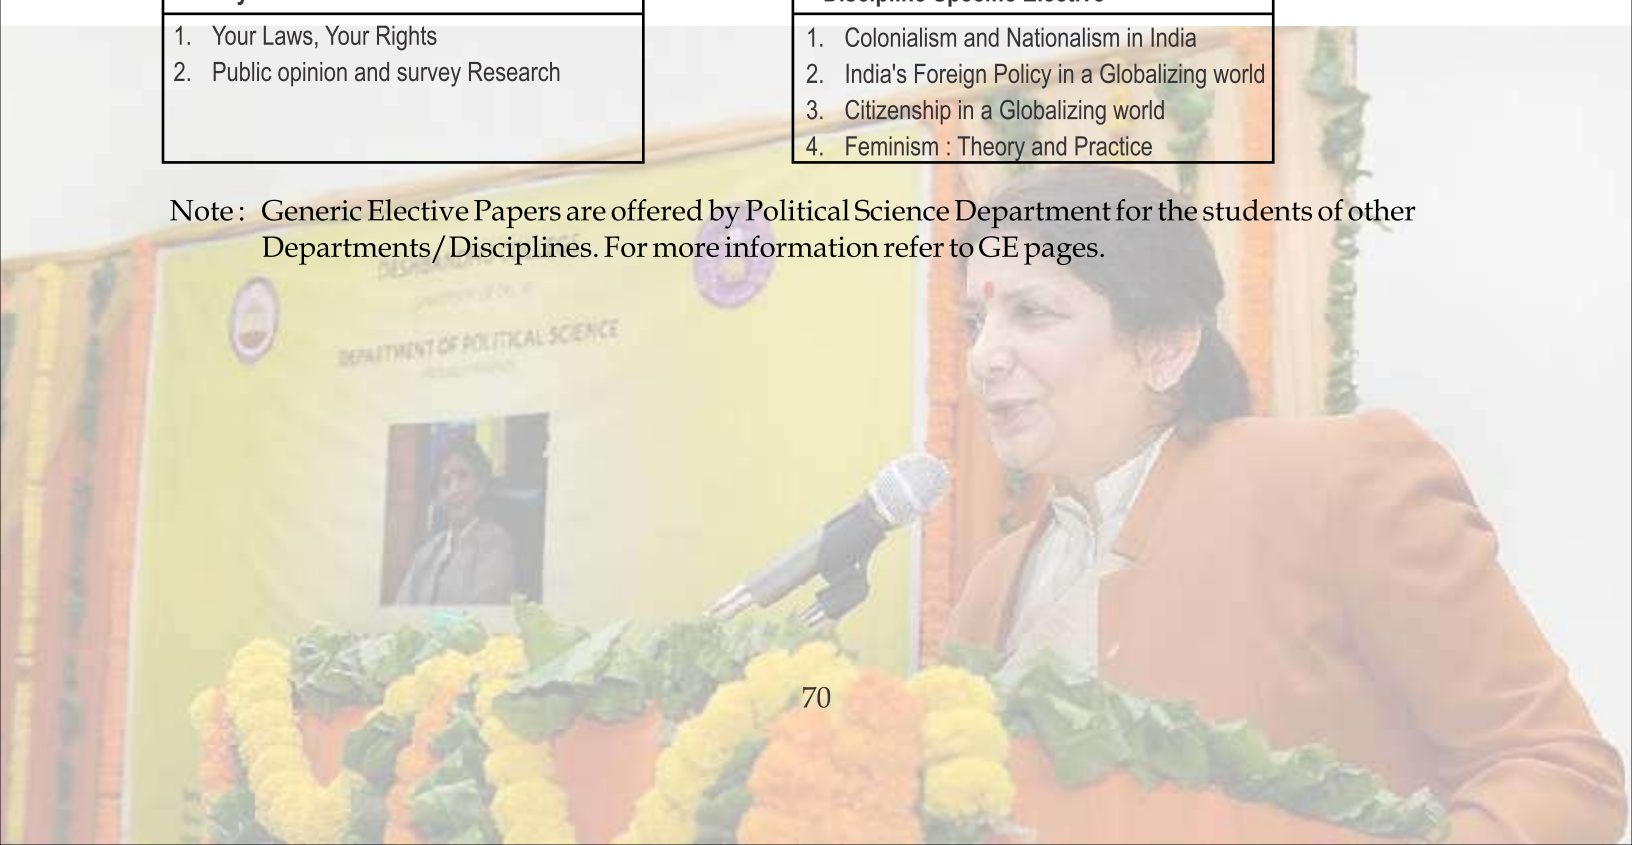 Discipline Specific Elective
1. Your Laws, Your Rights
2. Public opinion and survey Research
1. Colonialism and Nationalism in India
2. India's Foreign Policy in a Globalizing world
3. Citizenship in a Globalizing world
4. Feminism : Theory and Practice
Note : Generic Elective Papers are offered by Political Science Department for the students of other
Departments/Disciplines. For more information refer to GE pages.
DEPARTMENT OF POLITICAL SCIENCE
70